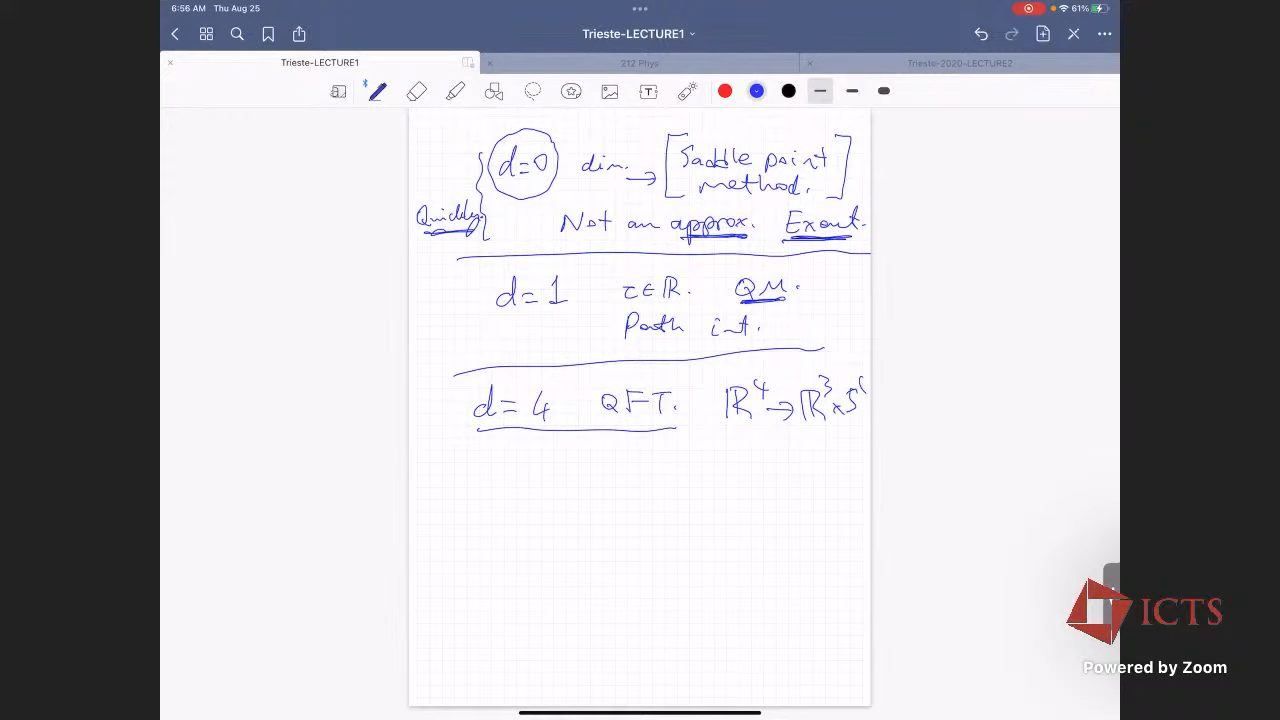 6:56 AM Thu Aug 25
61%
Trieste-LECTURE1
Trieste-LECTURE1
212 Phys
Trieste-2020-LECTURE2
d=0 dim. → [Saddle point method.]
Quickly
Not an approx. Exact.
d=1 τ∈ℝ. QM.
Path int.
d=4 QFT. ℝ⁴→ℝ³×S¹
ICTS
Powered by Zoom